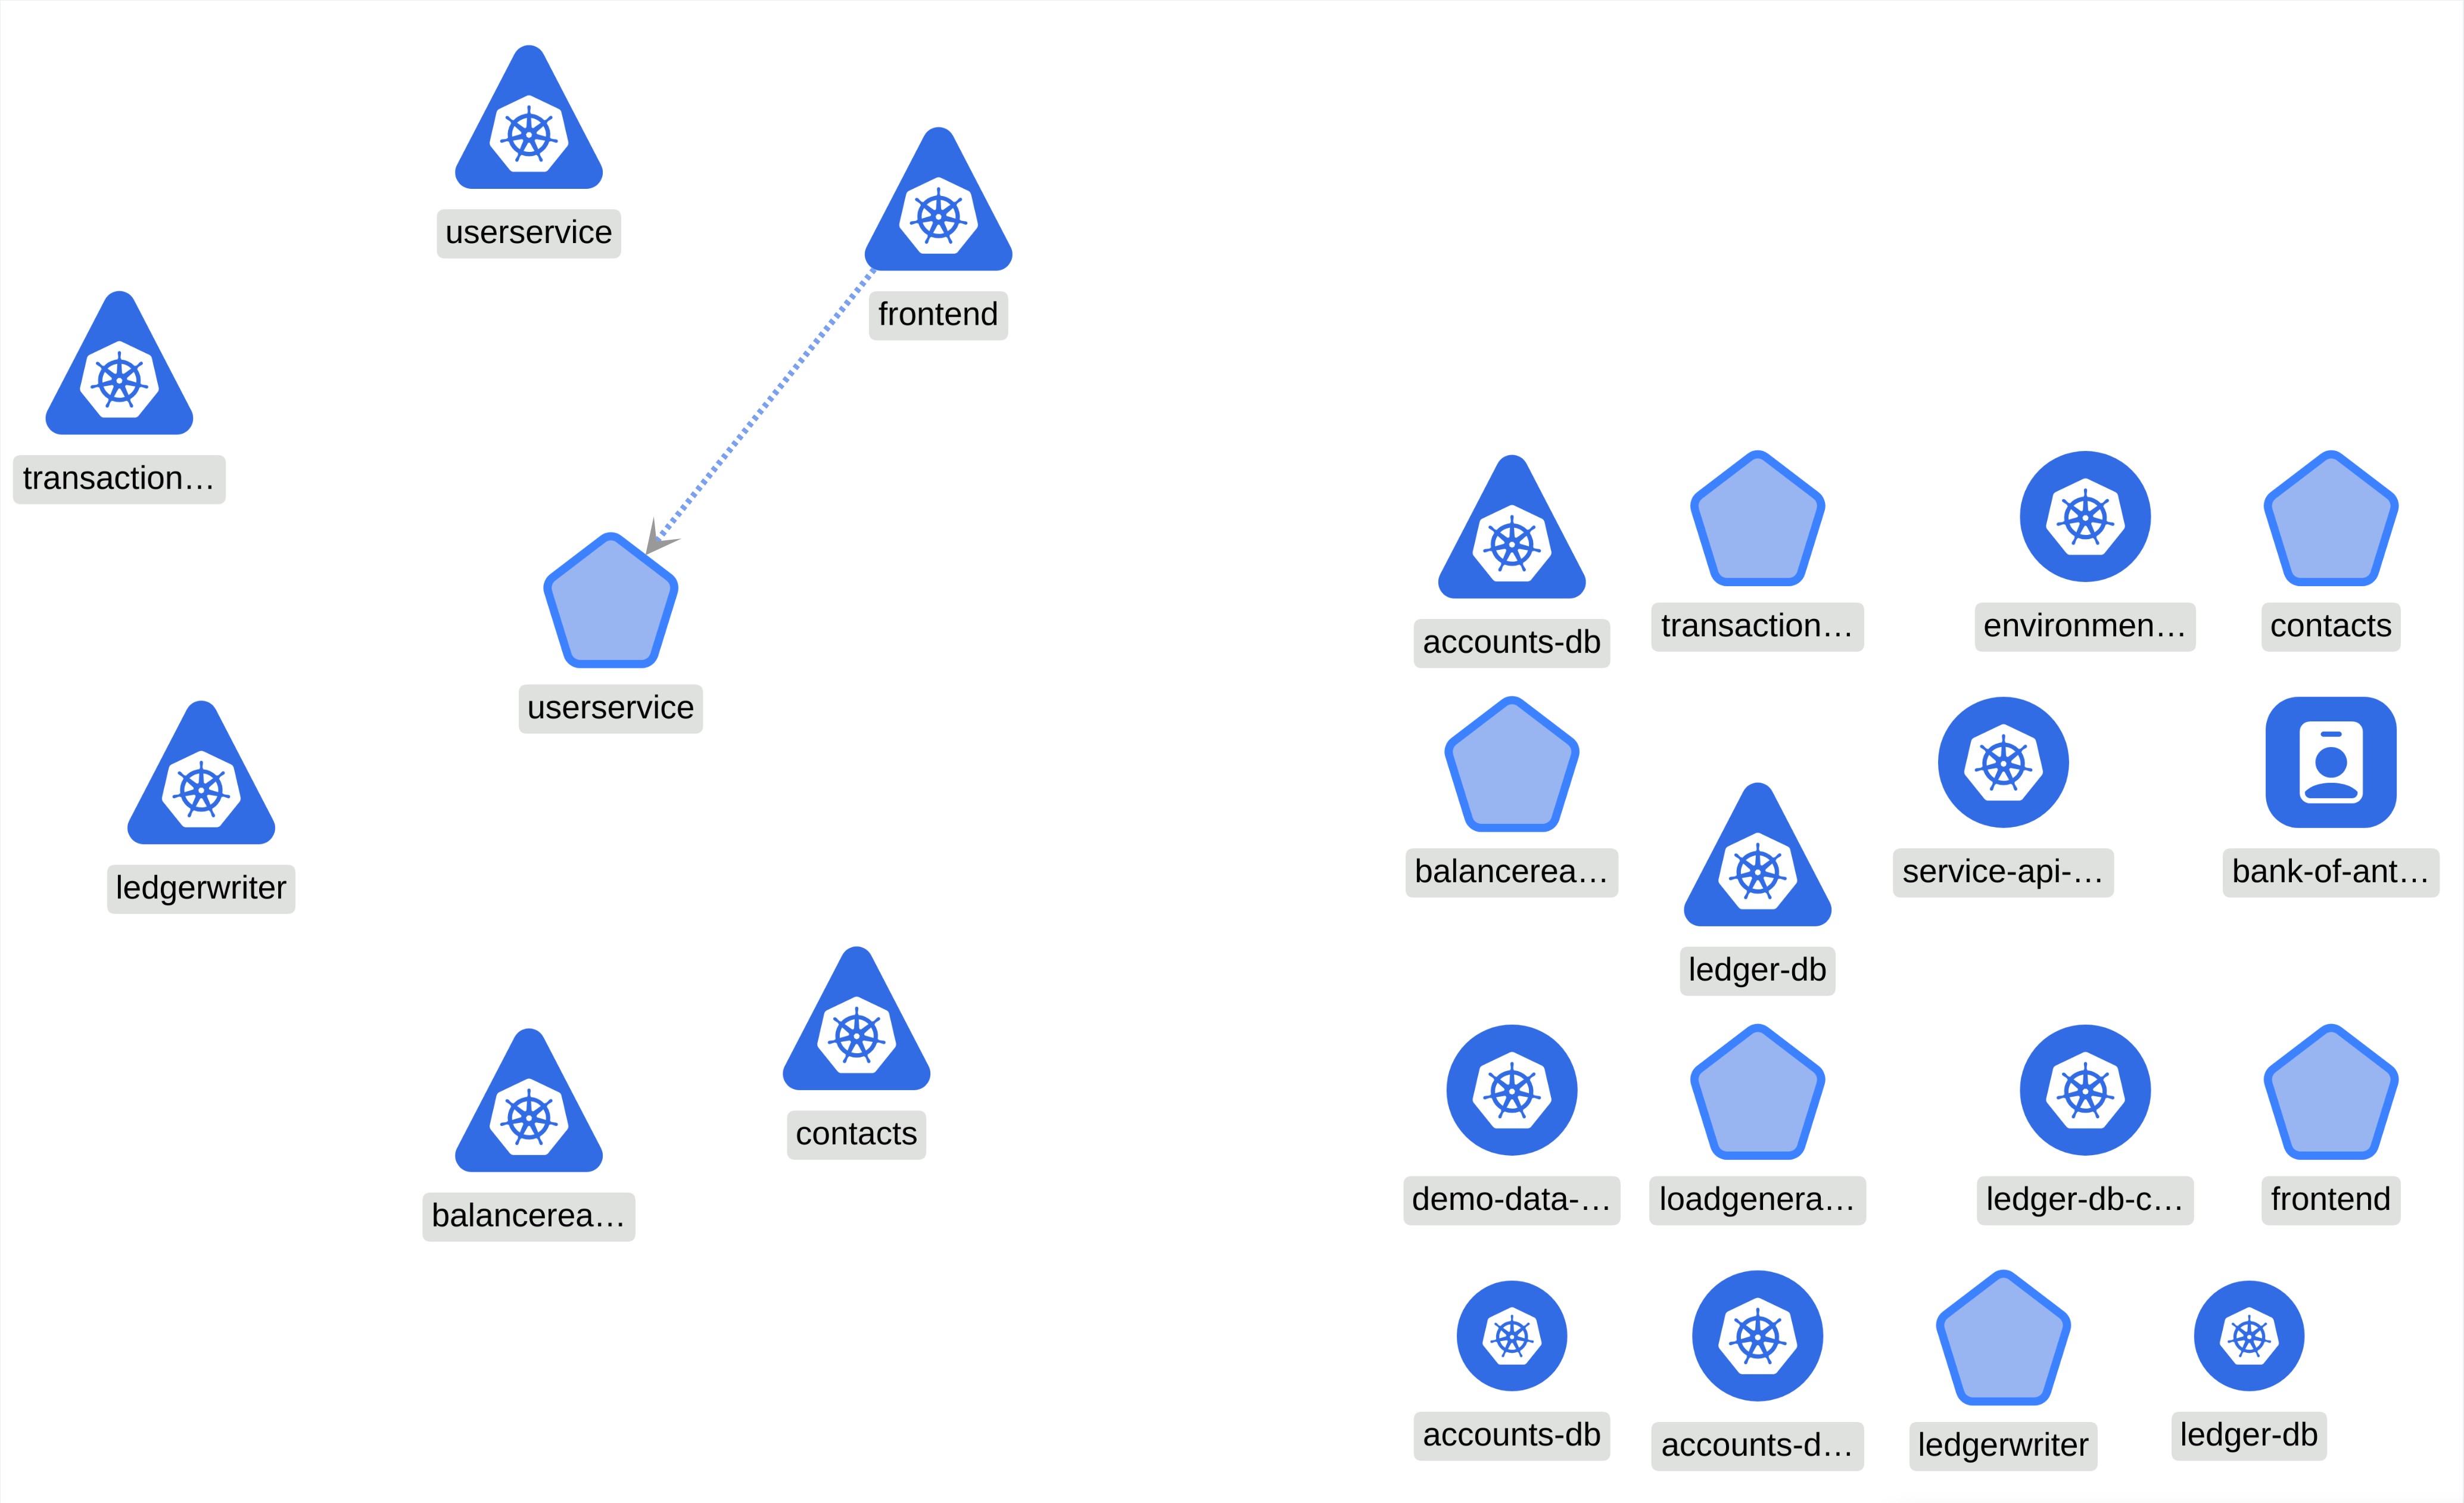 userservice
frontend
transaction…
userservice
accounts-db
transaction…
environmen…
contacts
balancerea…
service-api-…
bank-of-ant…
ledgerwriter
ledger-db
contacts
balancerea…
demo-data-…
loadgenera…
ledger-db-c…
frontend
accounts-db
accounts-d…
ledgerwriter
ledger-db